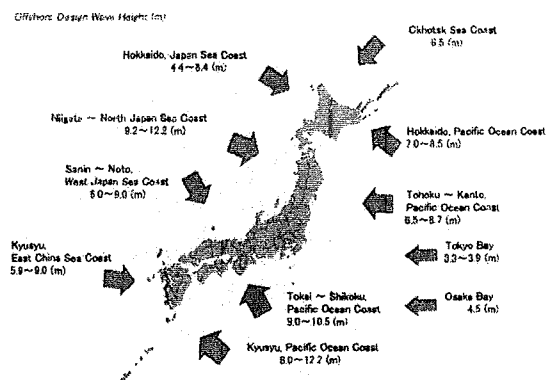 Offshore Design Wave Height (m)
Okhotsk Sea Coast
6.5 (m)
Hokkaido, Japan Sea Coast
4.4~8.4 (m)
Niigata ~ North Japan Sea Coast
9.2~12.2 (m)
Hokkaido, Pacific Ocean Coast
7.0~8.5 (m)
Sanin ~ Noto,
West Japan Sea Coast
6.0~9.0 (m)
Tohoku ~ Kanto,
Pacific Ocean Coast
6.5~8.7 (m)
Kyusyu,
East China Sea Coast
5.9~9.0 (m)
Tokyo Bay
3.3~3.9 (m)
Tokai ~ Shikoku,
Pacific Ocean Coast
9.0~10.5 (m)
Osaka Bay
4.5 (m)
Kyusyu, Pacific Ocean Coast
8.0~12.2 (m)